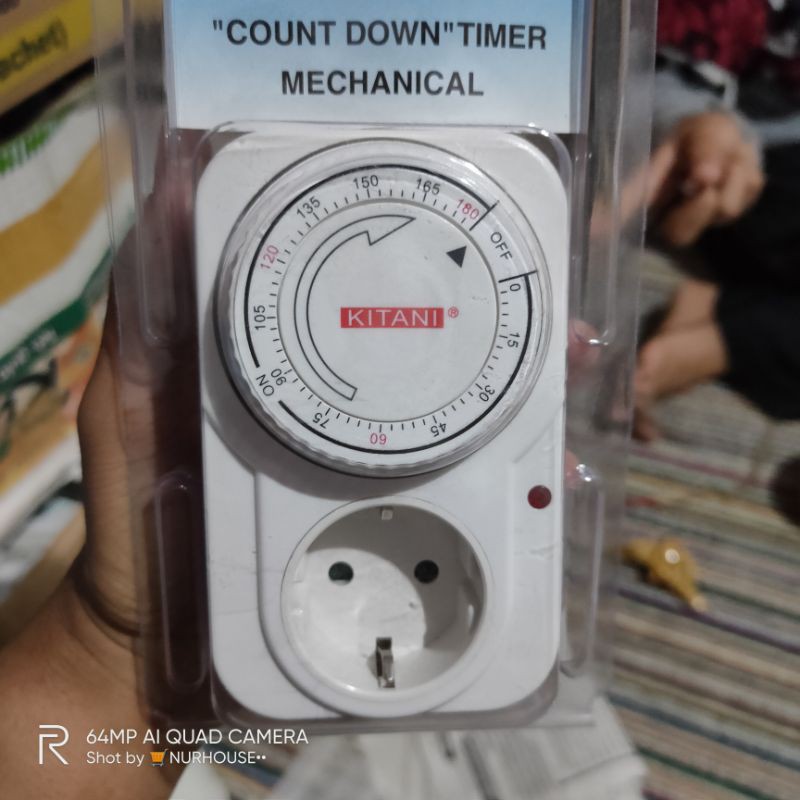 "COUNT DOWN"TIMER
MECHANICAL
OFF
0
15
30
45
60
75
90
ON
105
120
135
150
165
180
KITANI®
64MP AI QUAD CAMERA
Shot by 🛒NURHOUSE••